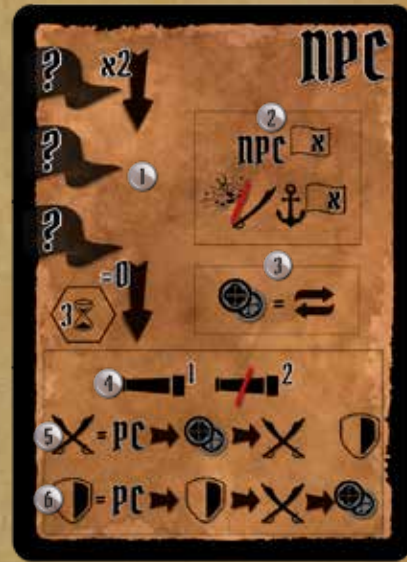 NPC
? x2
2
NPC x
?
1
x
?
3
=0
=
3
4 1 2
5 = PC
6 = PC